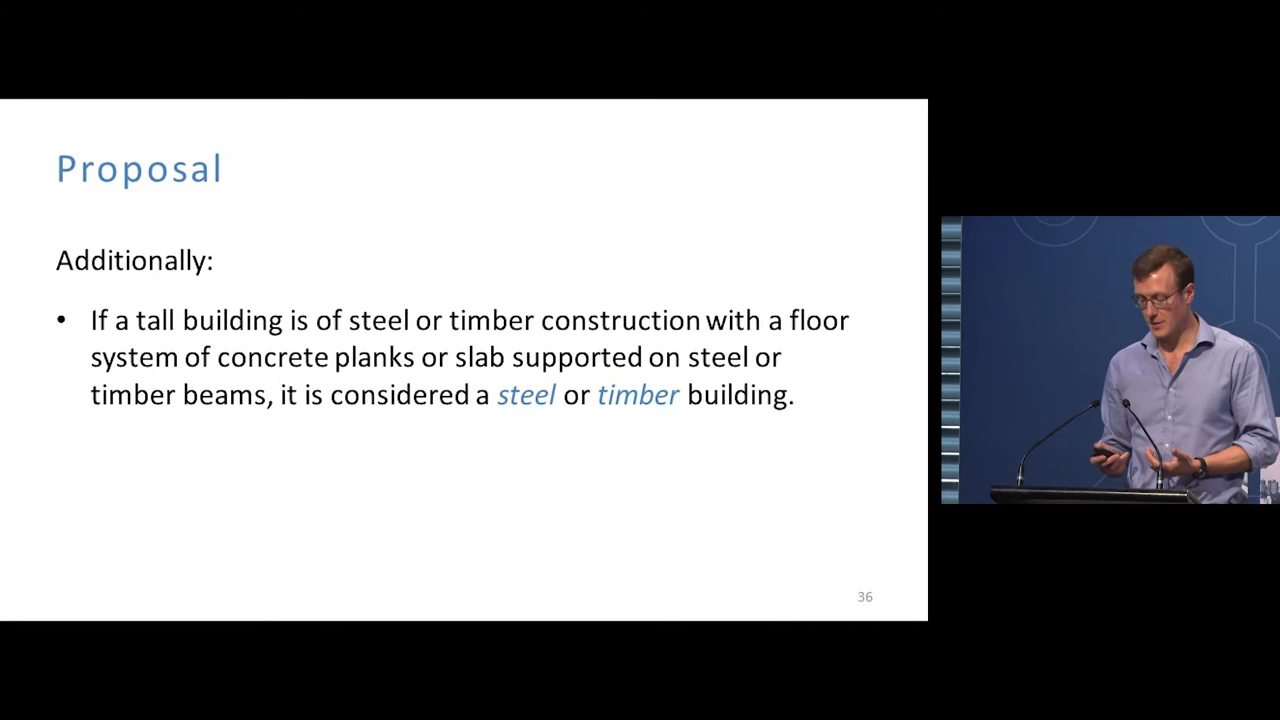 Proposal
Additionally:
• If a tall building is of steel or timber construction with a floor
system of concrete planks or slab supported on steel or
timber beams, it is considered a steel or timber building.
36